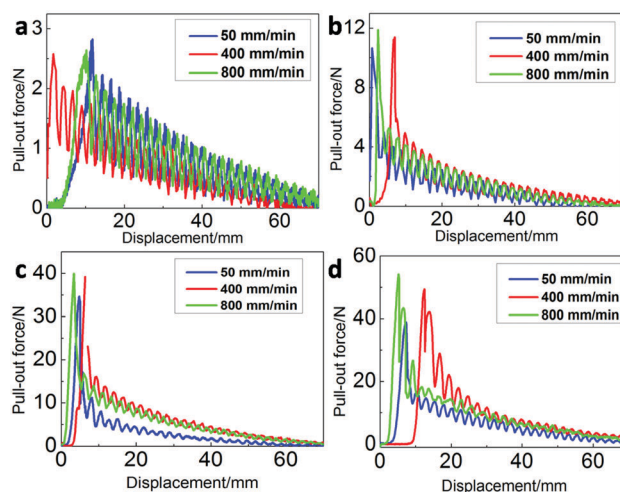 a
50 mm/min
400 mm/min
800 mm/min
Pull-out force/N
3
2
1
0
0 20 40 60
Displacement/mm
b
50 mm/min
400 mm/min
800 mm/min
Pull-out force/N
12
8
4
0
0 20 40 60
Displacement/mm
c
50 mm/min
400 mm/min
800 mm/min
Pull-out force/N
40
30
20
10
0
0 20 40 60
Displacement/mm
d
50 mm/min
400 mm/min
800 mm/min
Pull-out force/N
60
40
20
0
0 20 40 60
Displacement/mm